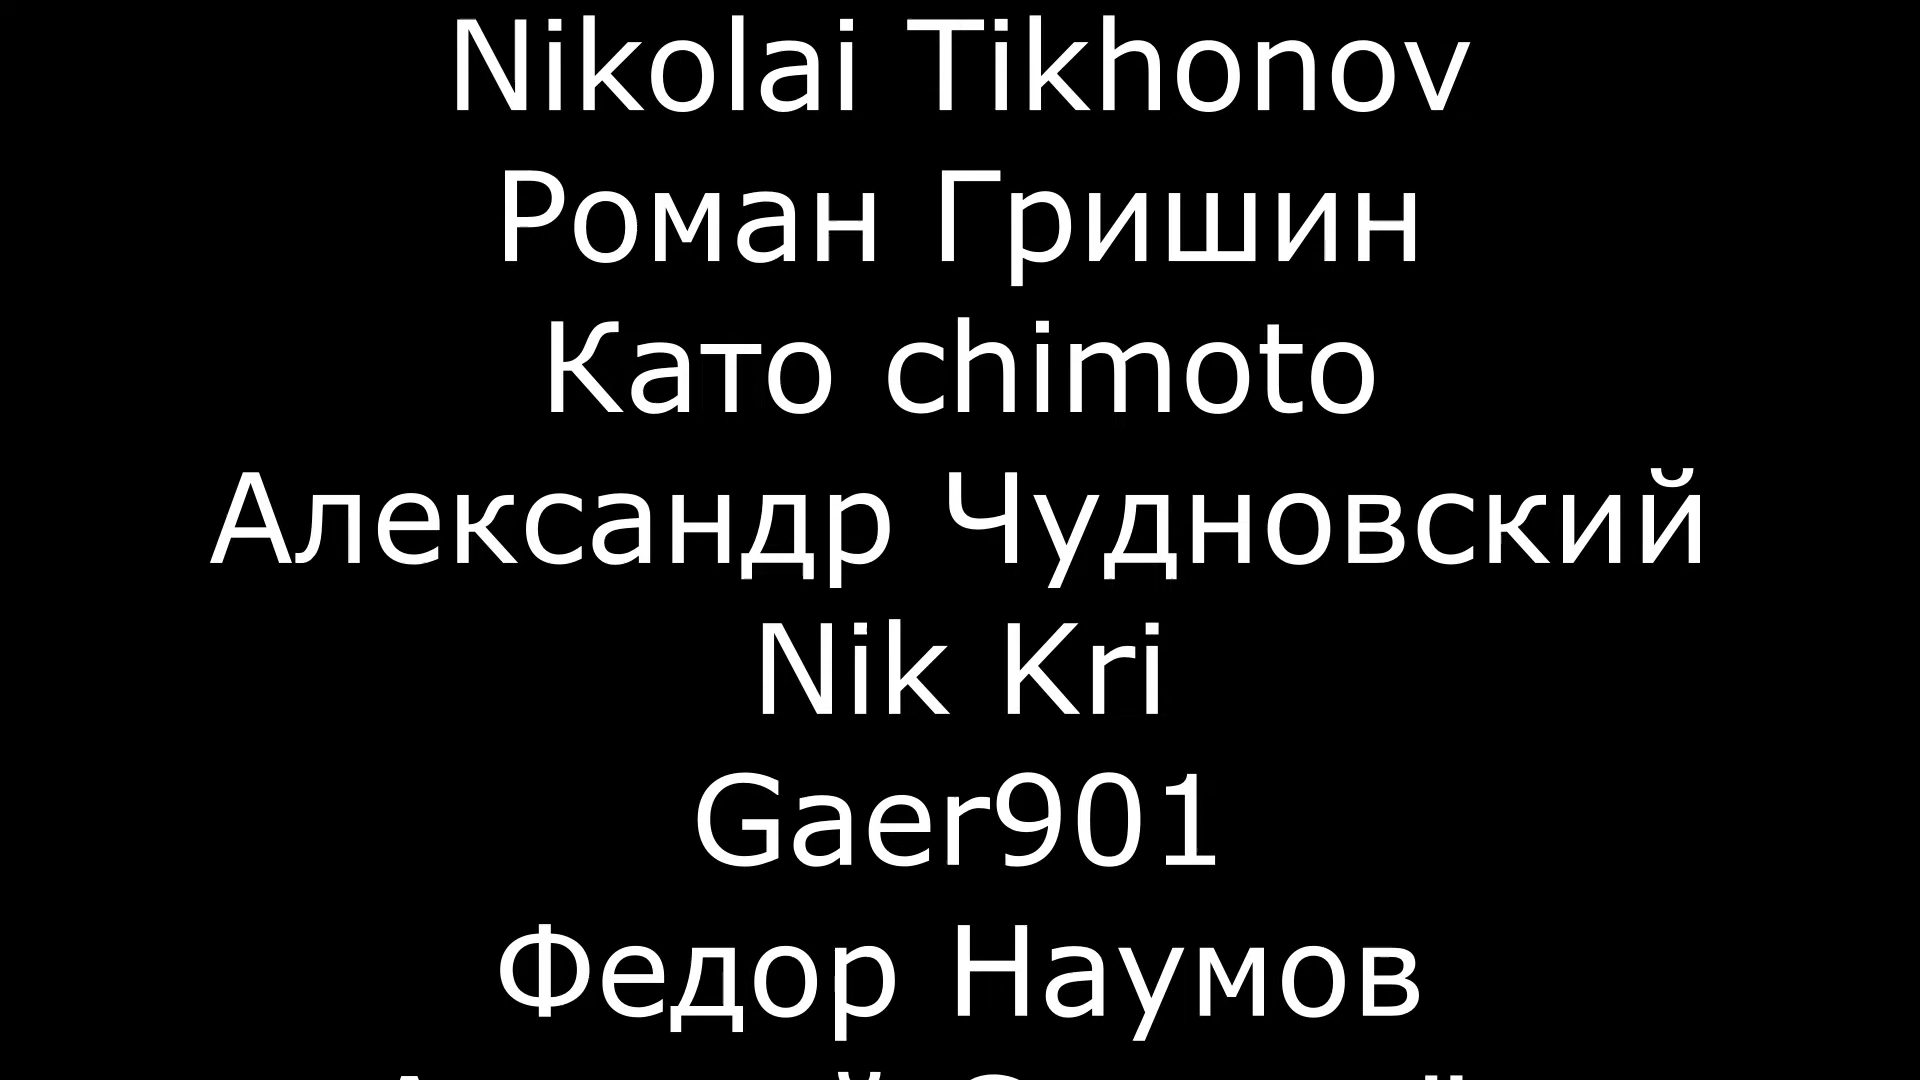 Nikolai Tikhonov
Роман Гришин
Като chimoto
Александр Чудновский
Nik Kri
Gaer901
Федор Наумов